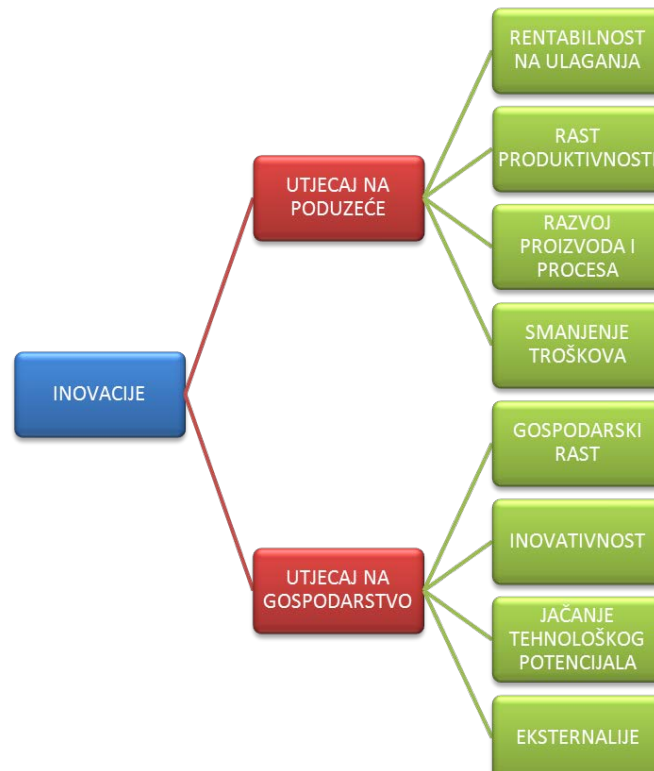 INOVACIJE
UTJECAJ NA
PODUZEĆE
RENTABILNOST
NA ULAGANJA
RAST
PRODUKTIVNOSTI
RAZVOJ
PROIZVODA I
PROCESA
SMANJENJE
TROŠKOVA
UTJECAJ NA
GOSPODARSTVO
GOSPODARSKI
RAST
INOVATIVNOST
JAČANJE
TEHNOLOŠKOG
POTENCIJALA
EKSTERNALIJE